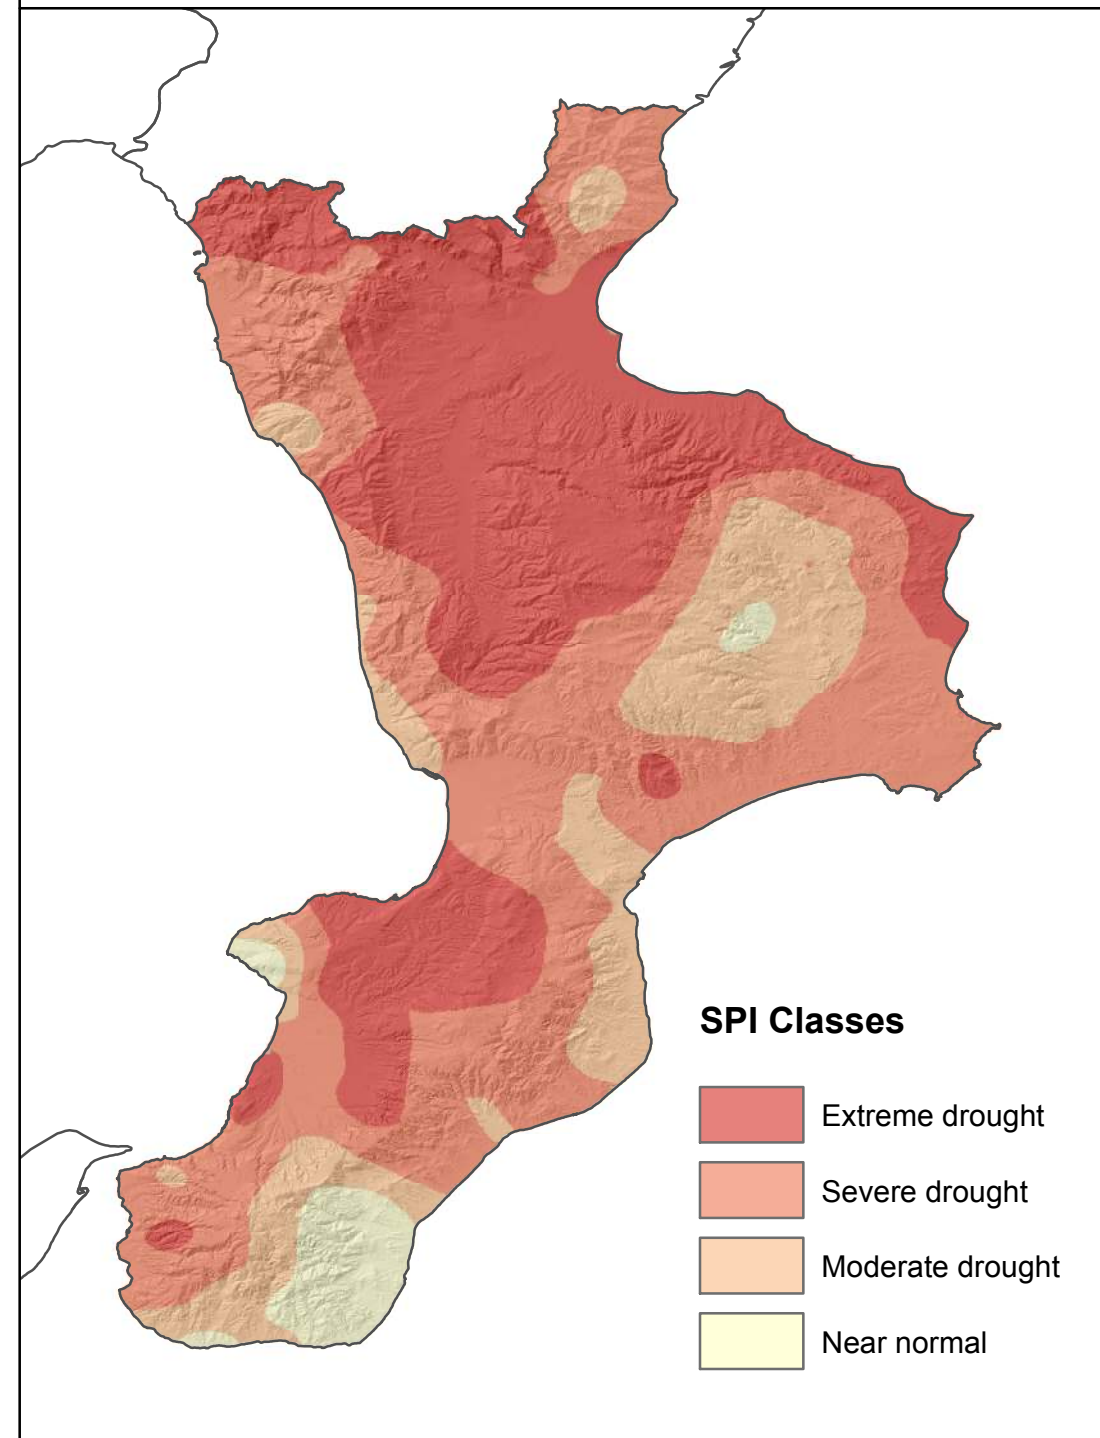 SPI Classes
Extreme drought
Severe drought
Moderate drought
Near normal